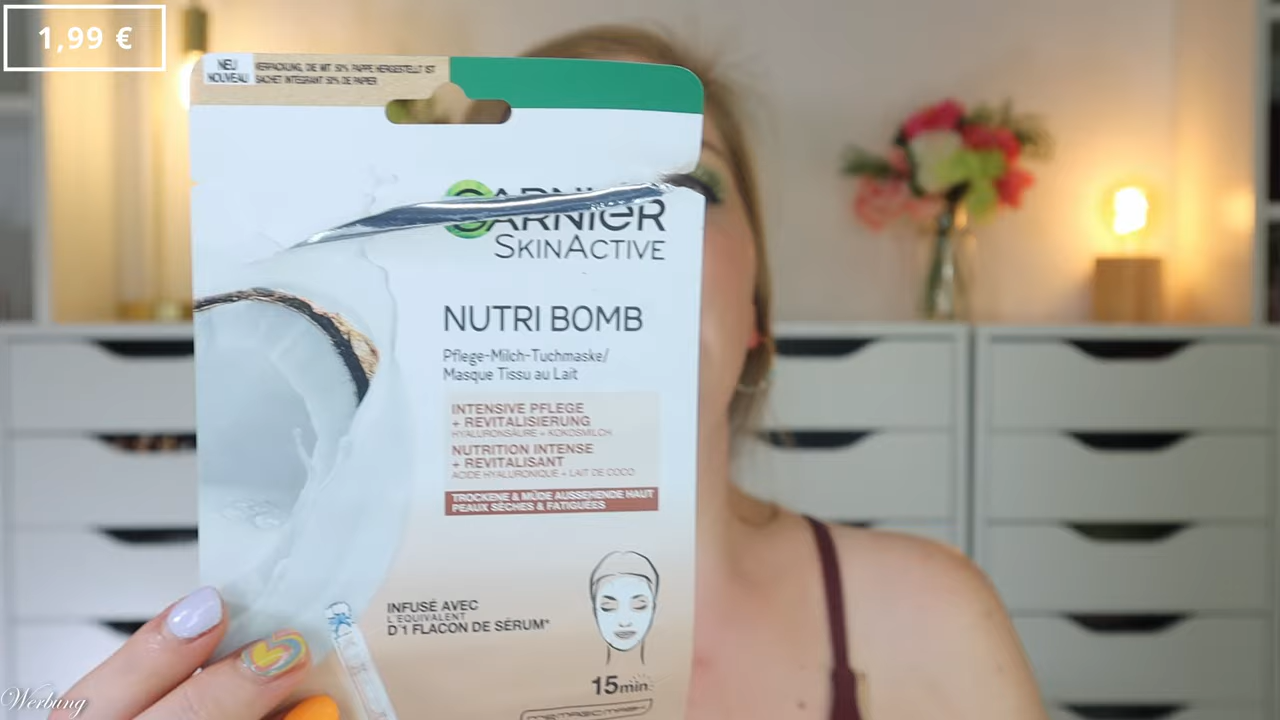 1,99 €
NEU
NOUVEAU
VERPACKUNG, DIE MIT 50% PAPPE HERGESTELLT IST
SACHET INTEGRANT 50% DE PAPIER
GARNIER
SKINACTIVE
NUTRI BOMB
Pflege-Milch-Tuchmaske/
Masque Tissu au Lait
INTENSIVE PFLEGE
+ REVITALISIERUNG
HYALURONSÄURE + KOKOSMILCH
NUTRITION INTENSE
+ REVITALISANT
ACIDE HYALURONIQUE + LAIT DE COCO
TROCKENE & MÜDE AUSSEHENDE HAUT
PEAUX SÈCHES & FATIGUÉES
INFUSÉ AVEC
L'ÉQUIVALENT
D'1 FLACON DE SÉRUM*
15min
Werbung